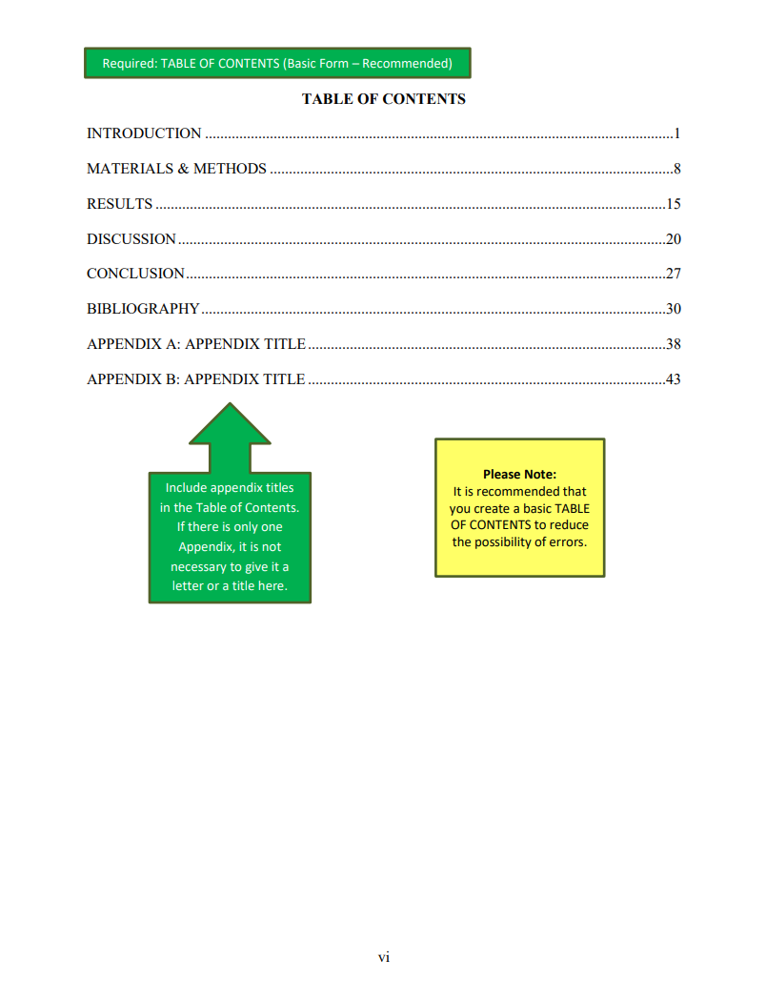 Required: TABLE OF CONTENTS (Basic Form – Recommended)
TABLE OF CONTENTS
INTRODUCTION ...........................................................................................................................1
MATERIALS & METHODS ..........................................................................................................8
RESULTS ......................................................................................................................................15
DISCUSSION................................................................................................................................20
CONCLUSION..............................................................................................................................27
BIBLIOGRAPHY..........................................................................................................................30
APPENDIX A: APPENDIX TITLE..............................................................................................38
APPENDIX B: APPENDIX TITLE ..............................................................................................43
Include appendix titles
in the Table of Contents.
If there is only one
Appendix, it is not
necessary to give it a
letter or a title here.
Please Note:
It is recommended that
you create a basic TABLE
OF CONTENTS to reduce
the possibility of errors.
vi